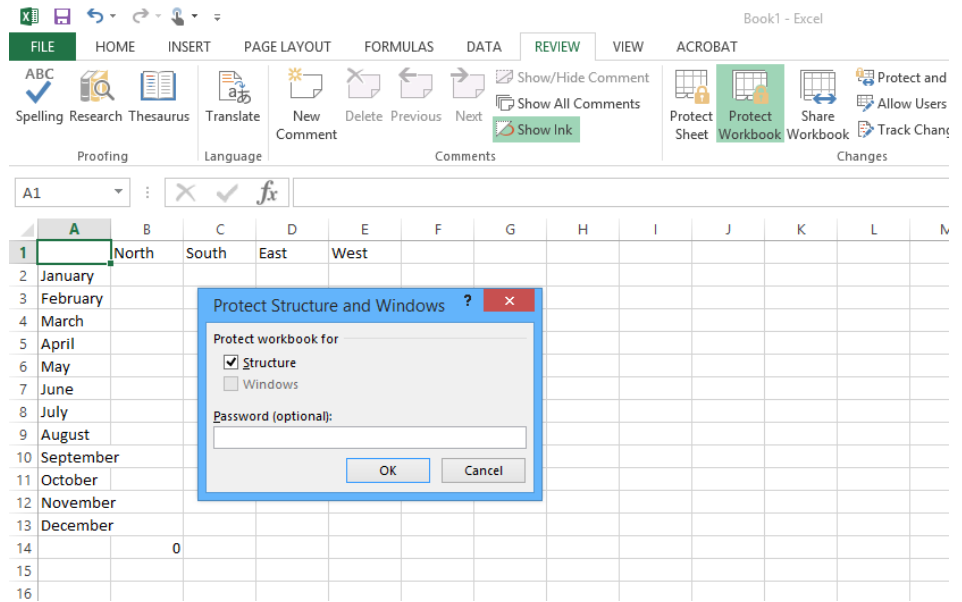 Book1 - Excel
FILE HOME INSERT PAGE LAYOUT FORMULAS DATA REVIEW VIEW ACROBAT
ABC
Spelling Research Thesaurus Translate New Comment Delete Previous Next Show/Hide Comment Show All Comments Show Ink Protect Sheet Protect Workbook Share Workbook Protect and Allow Users Track Chang
Proofing Language Comments Changes
A1 fx
A B C D E F G H I J K L
1 North South East West
2 January
3 February
4 March
5 April
6 May
7 June
8 July
9 August
10 September
11 October
12 November
13 December
14 0
15
16
Protect Structure and Windows ?
Protect workbook for
Structure
Windows
Password (optional):
OK Cancel